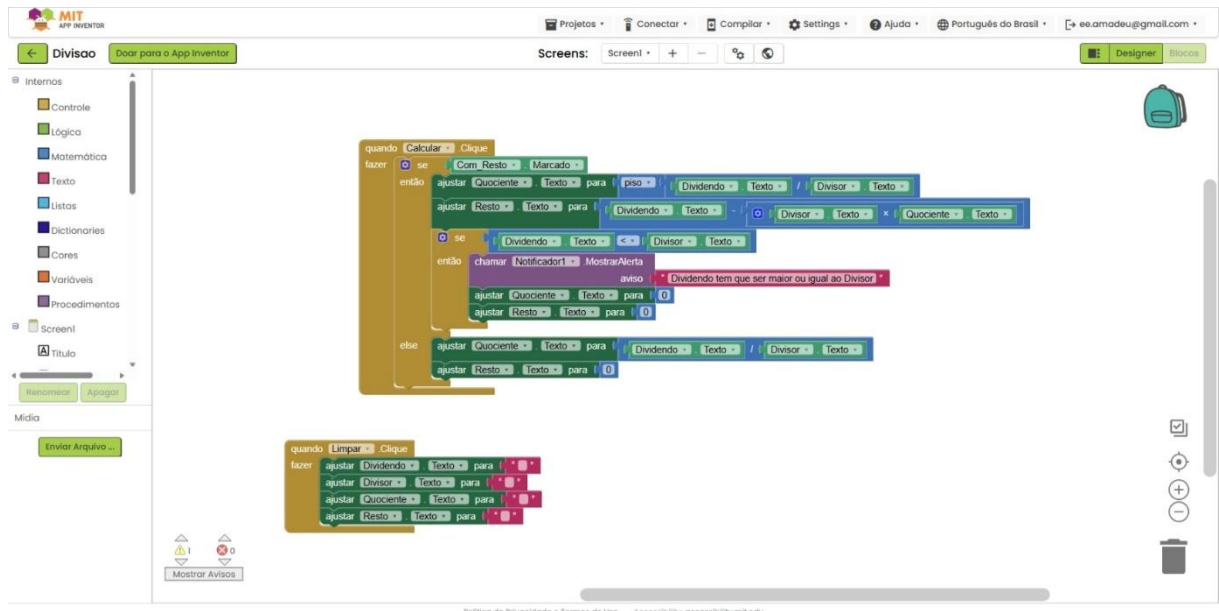 MIT
APP INVENTOR
Projetos Conectar Compilar Settings Ajuda Português do Brasil ee.amadeu@gmail.com
Divisao Doar para o App Inventor Screens: Screen1 Designer Blocos
Internos
Controle
Lógica
Matemática
Texto
Listas
Dictionaries
Cores
Variáveis
Procedimentos
Screen1
A Título
Renomear Apagar
Mídia
Enviar Arquivo ...
quando Calcular .Clique
fazer se Com_Resto . Marcado
então ajustar Quociente . Texto para piso Dividendo . Texto / Divisor . Texto
ajustar Resto . Texto para Dividendo . Texto - Divisor . Texto × Quociente . Texto
se Dividendo . Texto < Divisor . Texto
então chamar Notificador1 .MostrarAlerta
aviso " Dividendo tem que ser maior ou igual ao Divisor "
ajustar Quociente . Texto para 0
ajustar Resto . Texto para 0
else ajustar Quociente . Texto para Dividendo . Texto / Divisor . Texto
ajustar Resto . Texto para 0
quando Limpar .Clique
fazer ajustar Dividendo . Texto para " "
ajustar Divisor . Texto para " "
ajustar Quociente . Texto para " "
ajustar Resto . Texto para " "
1 0
Mostrar Avisos